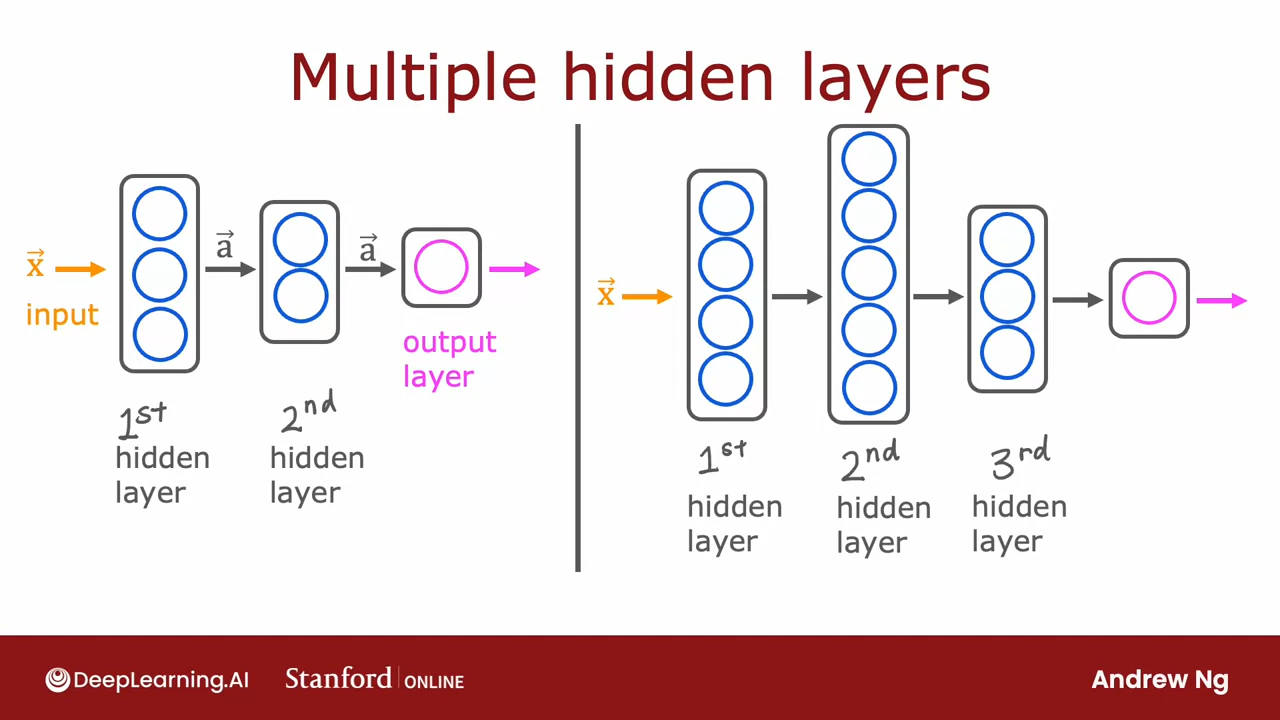 Multiple hidden layers
x⃗
input
a⃗
a⃗
output
layer
1st
hidden
layer
2nd
hidden
layer
x⃗
1st
hidden
layer
2nd
hidden
layer
3rd
hidden
layer
DeepLearning.AI
Stanford | ONLINE
Andrew Ng